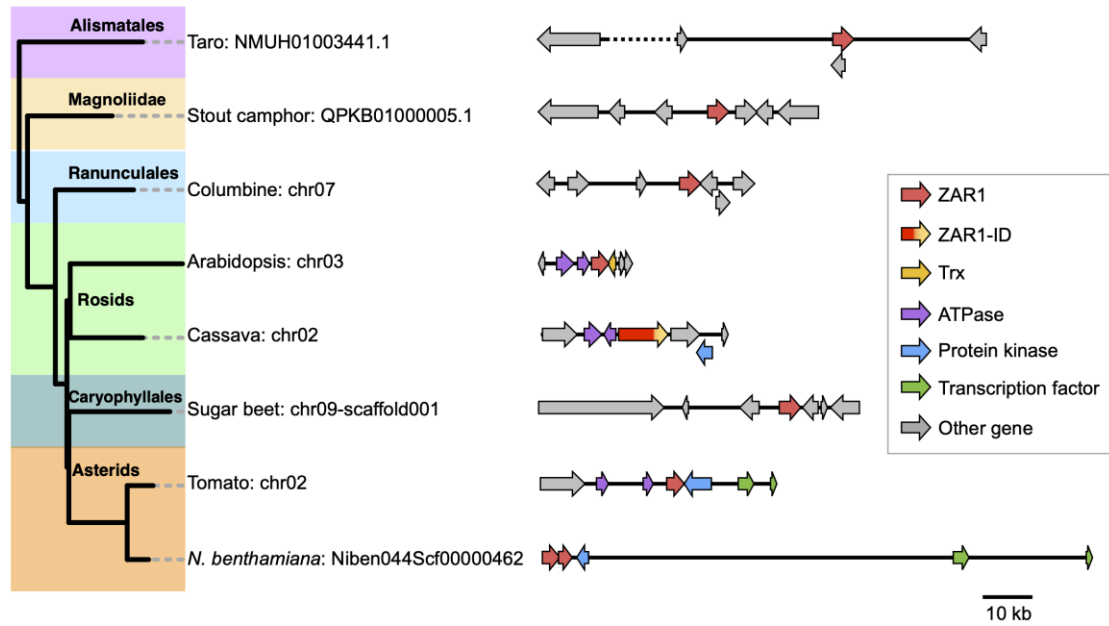 Alismatales
Taro: NMUH01003441.1
Magnoliidae
Stout camphor: QPKB01000005.1
Ranunculales
Columbine: chr07
Arabidopsis: chr03
Rosids
Cassava: chr02
Caryophyllales
Sugar beet: chr09-scaffold001
Asterids
Tomato: chr02
N. benthamiana: Niben044Scf00000462
ZAR1
ZAR1-ID
Trx
ATPase
Protein kinase
Transcription factor
Other gene
10 kb